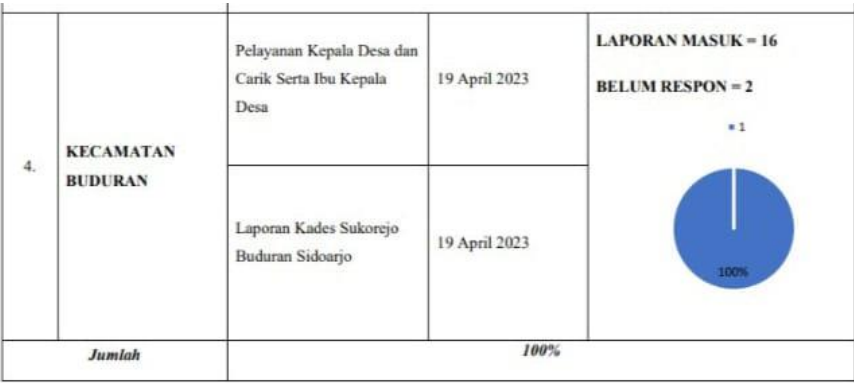 4.
KECAMATAN
BUDURAN
Pelayanan Kepala Desa dan
Carik Serta Ibu Kepala
Desa
19 April 2023
Laporan Kades Sukorejo
Buduran Sidoarjo
19 April 2023
LAPORAN MASUK = 16
BELUM RESPON = 2
1
100%
Jumlah
100%